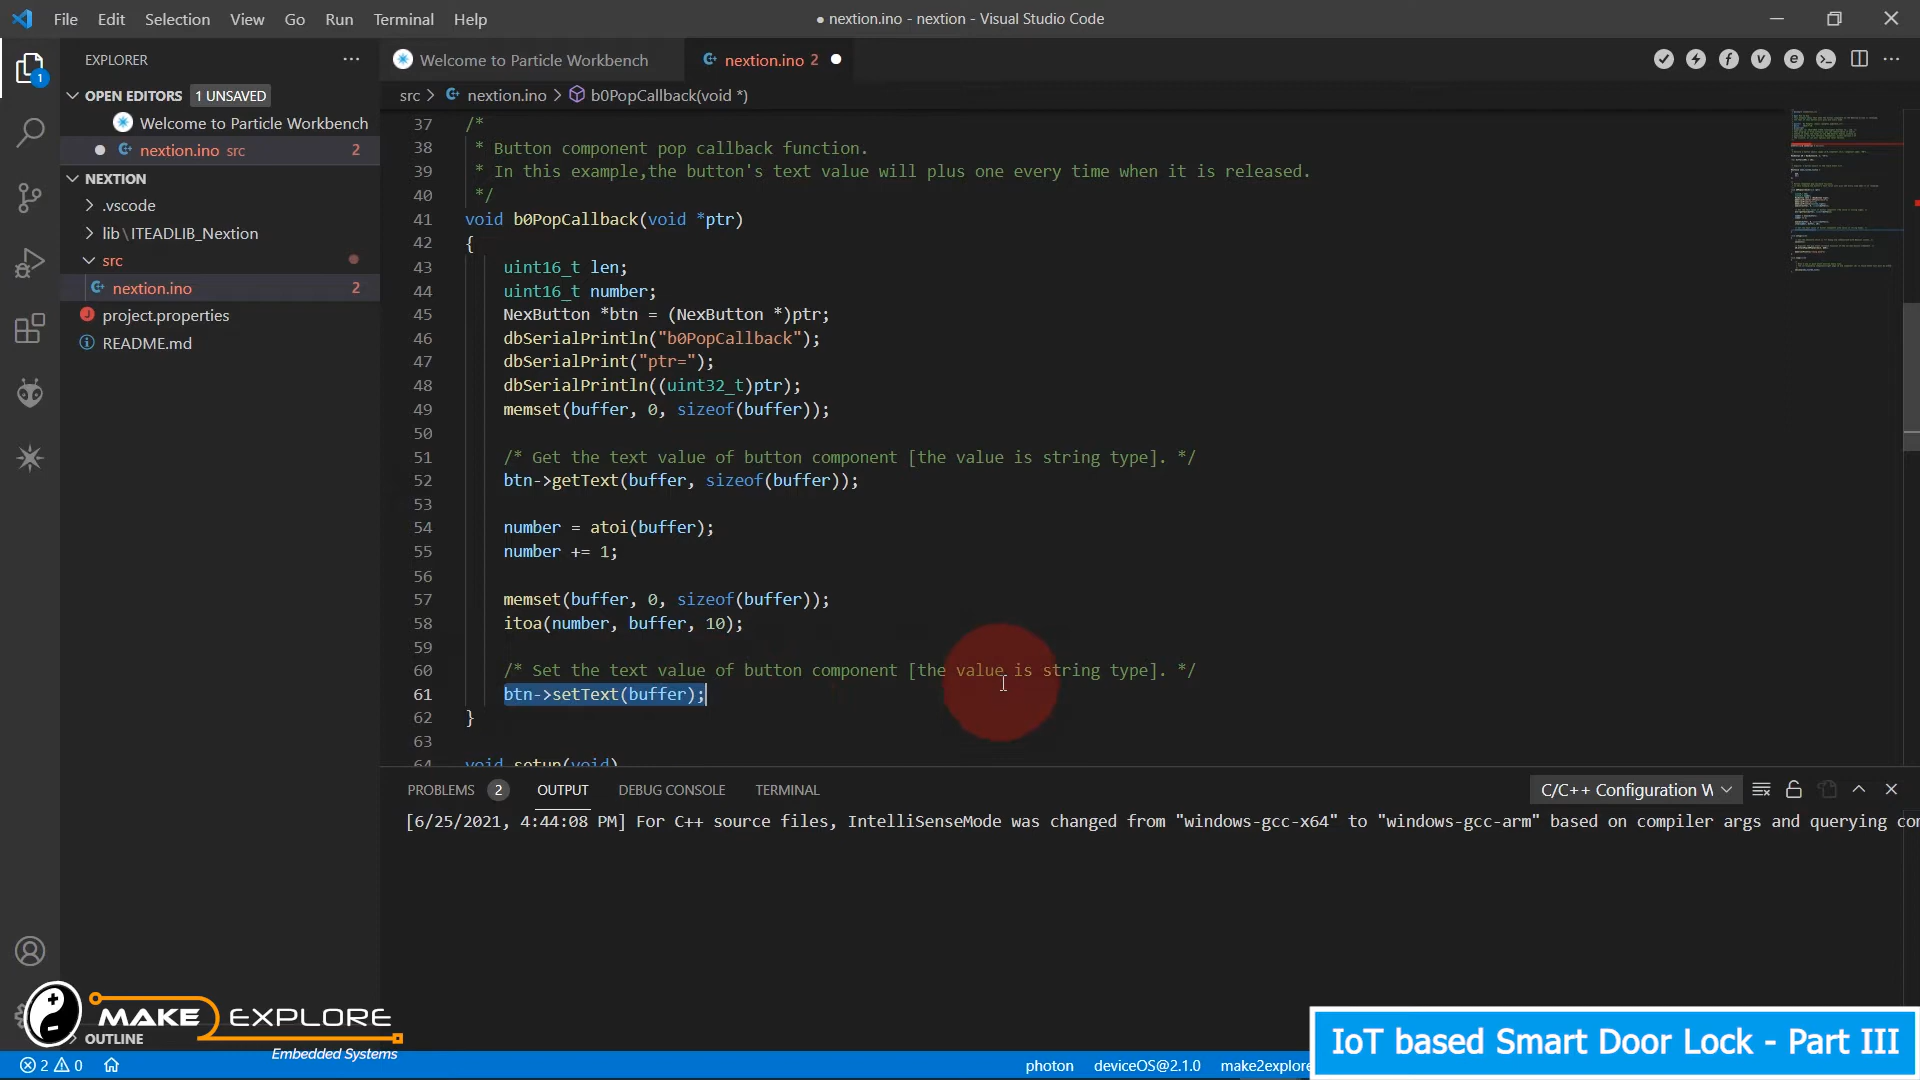 File Edit Selection View Go Run Terminal Help
● nextion.ino - nextion - Visual Studio Code
EXPLORER
Welcome to Particle Workbench
nextion.ino 2
OPEN EDITORS 1 UNSAVED
Welcome to Particle Workbench
nextion.ino src 2
NEXTION
.vscode
lib\ITEADLIB_Nextion
src
nextion.ino 2
project.properties
README.md
OUTLINE
src > nextion.ino > b0PopCallback(void *)
37 /*
38 * Button component pop callback function.
39 * In this example,the button's text value will plus one every time when it is released.
40 */
41 void b0PopCallback(void *ptr)
42 {
43 uint16_t len;
44 uint16_t number;
45 NexButton *btn = (NexButton *)ptr;
46 dbSerialPrintln("b0PopCallback");
47 dbSerialPrint("ptr=");
48 dbSerialPrintln((uint32_t)ptr);
49 memset(buffer, 0, sizeof(buffer));
50
51 /* Get the text value of button component [the value is string type]. */
52 btn->getText(buffer, sizeof(buffer));
53
54 number = atoi(buffer);
55 number += 1;
56
57 memset(buffer, 0, sizeof(buffer));
58 itoa(number, buffer, 10);
59
60 /* Set the text value of button component [the value is string type]. */
61 btn->setText(buffer);
62 }
63
64 void setup(void)
PROBLEMS 2 OUTPUT DEBUG CONSOLE TERMINAL
C/C++ Configuration W
[6/25/2021, 4:44:08 PM] For C++ source files, IntelliSenseMode was changed from "windows-gcc-x64" to "windows-gcc-arm" based on compiler args and querying con
MAKE EXPLORE
Embedded Systems
IoT based Smart Door Lock - Part III
2 0
photon deviceOS@2.1.0 make2explore